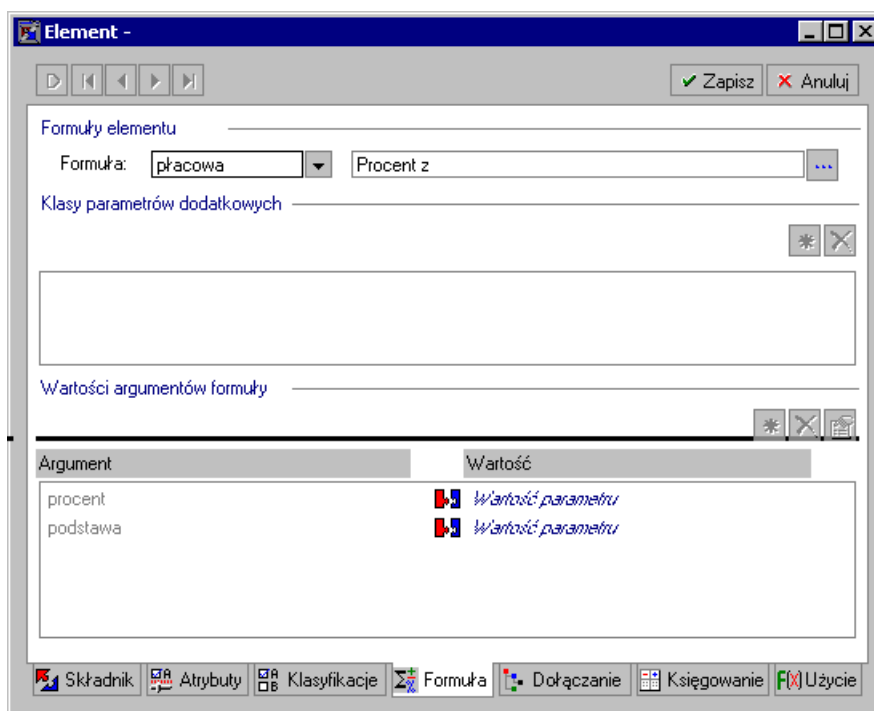 Element -
Zapisz Anuluj
Formuły elementu
Formuła: płacowa Procent z ...
Klasy parametrów dodatkowych
Wartości argumentów formuły
Argument Wartość
procent Wartość parametru
podstawa Wartość parametru
Składnik Atrybuty Klasyfikacje Formuła Dołączanie Księgowanie F(X) Użycie